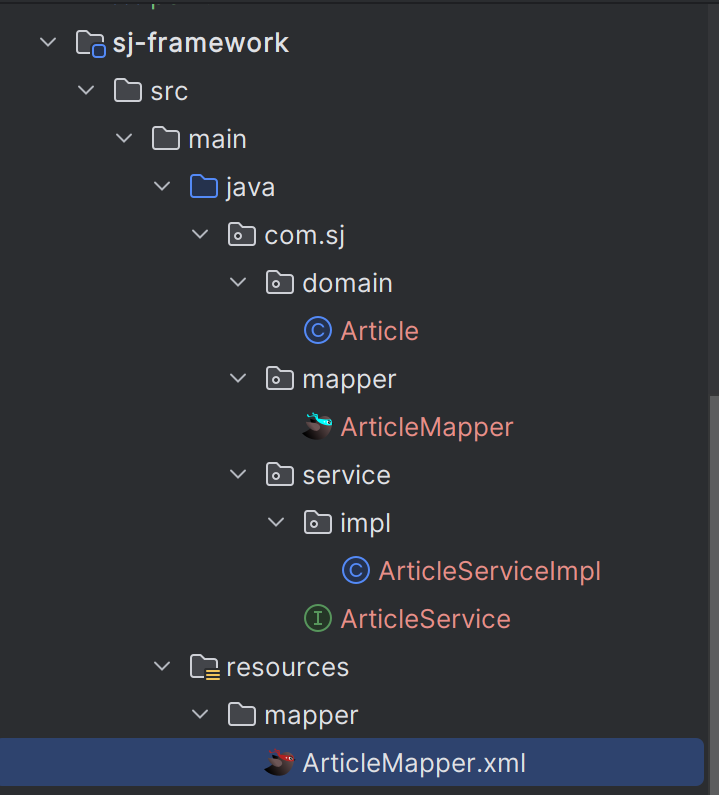 sj-framework
src
main
java
com.sj
domain
Article
mapper
ArticleMapper
service
impl
ArticleServiceImpl
ArticleService
resources
mapper
ArticleMapper.xml